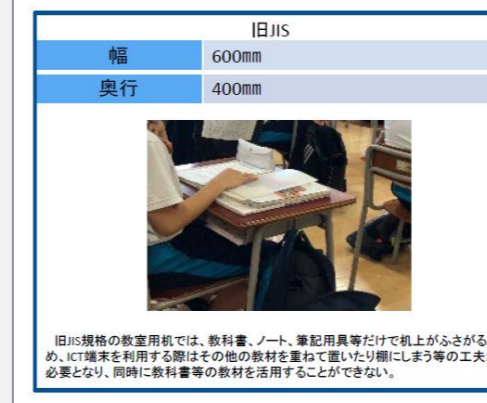 旧JIS
幅 600mm
奥行 400mm
旧JIS規格の教室用机では、教科書、ノート、筆記用具等だけで机上がふさがる
め、ICT端末を利用する際はその他の教材を重ねて置いたり棚にしまう等の工夫
必要となり、同時に教科書等の教材を活用することができない。